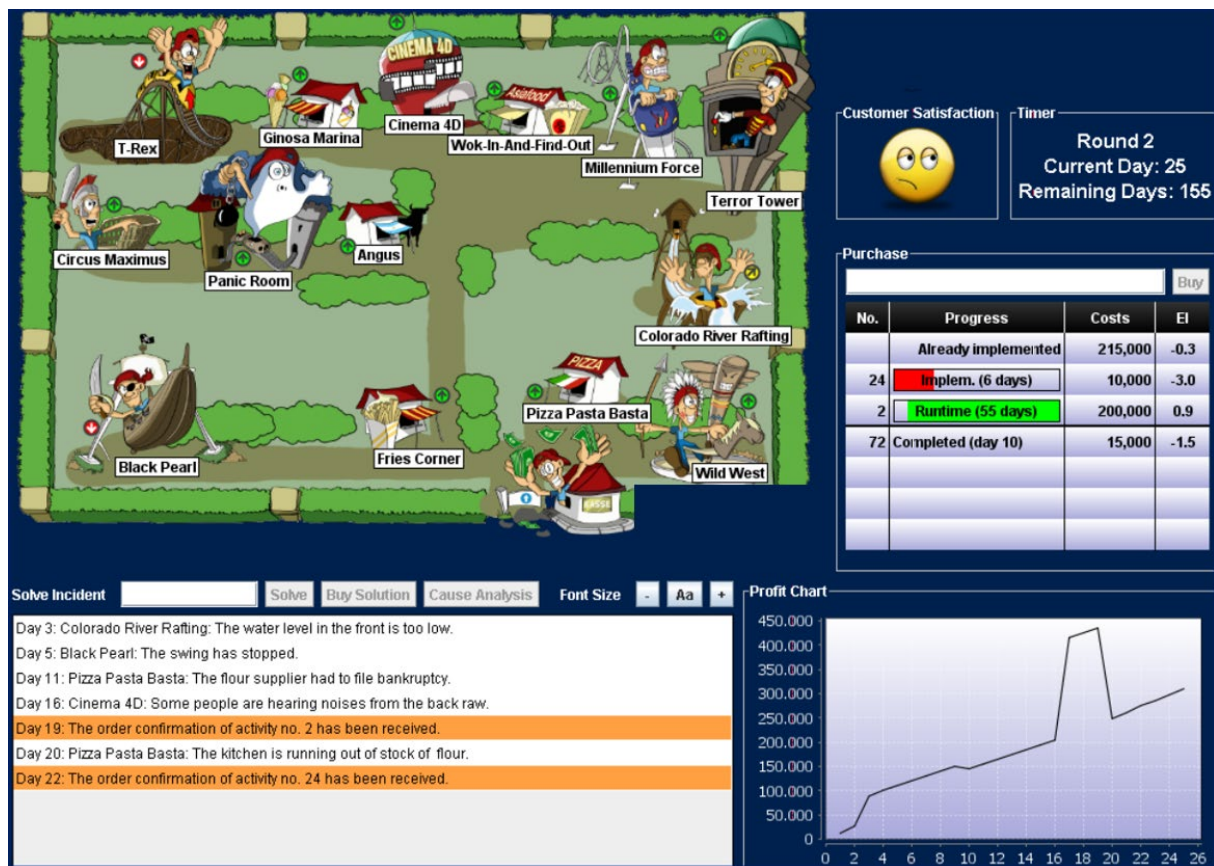 CINEMA 4D
Asiafood
T-Rex
Ginosa Marina
Cinema 4D
Wok-In-And-Find-Out
Millennium Force
Terror Tower
Circus Maximus
Panic Room
Angus
Colorado River Rafting
PIZZA
Pizza Pasta Basta
Black Pearl
Fries Corner
Wild West
KASSE
Customer Satisfaction
Timer
Round 2
Current Day: 25
Remaining Days: 155
Purchase
Buy
No. Progress Costs EI
Already implemented 215,000 -0.3
24 Implem. (6 days) 10,000 -3.0
2 Runtime (55 days) 200,000 0.9
72 Completed (day 10) 15,000 -1.5
Solve Incident Solve Buy Solution Cause Analysis Font Size - Aa +
Day 3: Colorado River Rafting: The water level in the front is too low.
Day 5: Black Pearl: The swing has stopped.
Day 11: Pizza Pasta Basta: The flour supplier had to file bankruptcy.
Day 16: Cinema 4D: Some people are hearing noises from the back raw.
Day 19: The order confirmation of activity no. 2 has been received.
Day 20: Pizza Pasta Basta: The kitchen is running out of stock of flour.
Day 22: The order confirmation of activity no. 24 has been received.
Profit Chart
450.000
400.000
350.000
300.000
250.000
200.000
150.000
100.000
50.000
0
0 2 4 6 8 10 12 14 16 18 20 22 24 26